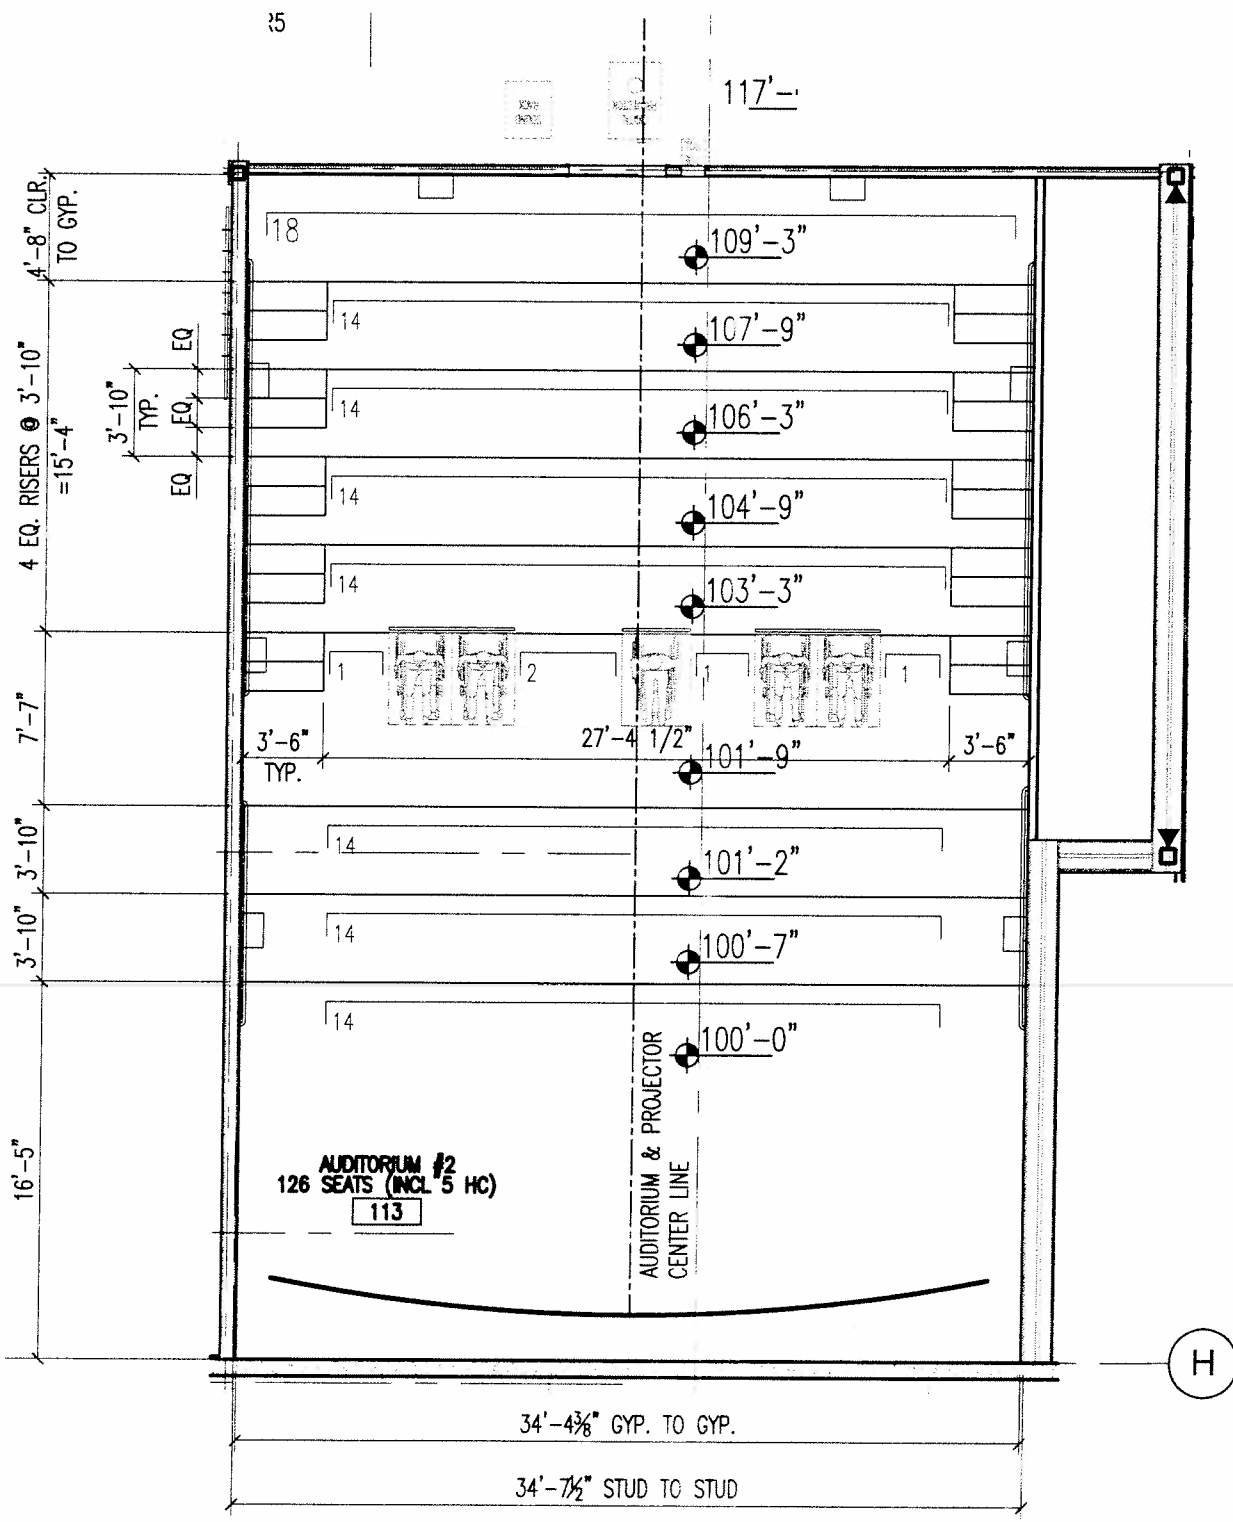 117'-
4'-8" CLR.
TO GYP.
18
109'-3"
14
107'-9"
EQ
4 EQ. RISERS @ 3'-10"
=15'-4"
3'-10"
TYP.
EQ
14
106'-3"
EQ
14
104'-9"
14
103'-3"
1
2
1
1
7'-7"
3'-6"
TYP.
27'-4 1/2"
3'-6"
101'-9"
3'-10"
14
101'-2"
3'-10"
14
100'-7"
14
100'-0"
16'-5"
AUDITORIUM & PROJECTOR
CENTER LINE
AUDITORIUM #2
126 SEATS (INCL 5 HC)
113
H
34'-4⅜" GYP. TO GYP.
34'-7½" STUD TO STUD